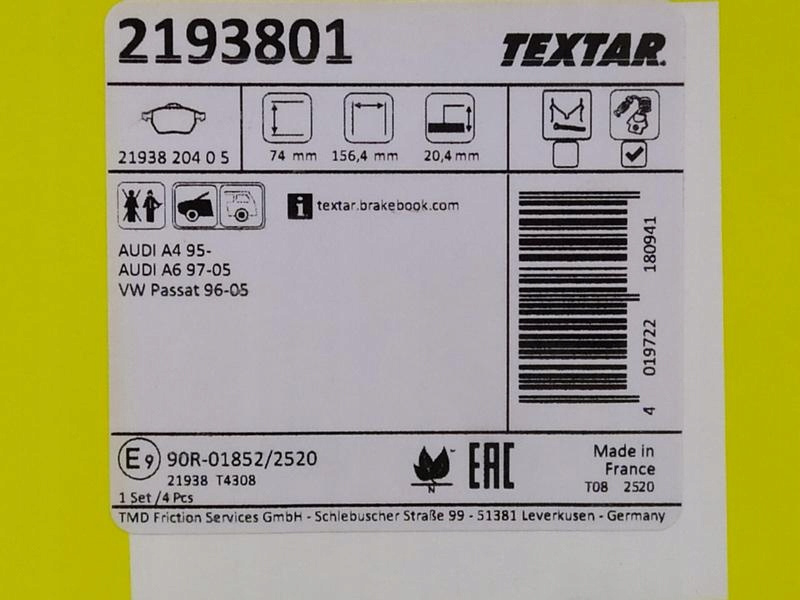 2193801
TEXTAR®
21938 204 0 5
74 mm
156,4 mm
20,4 mm
i textar.brakebook.com
AUDI A4 95-
AUDI A6 97-05
VW Passat 96-05
4 019722 180941
E9 90R-01852/2520
21938 T4308
1 Set /4 Pcs
N
EAC
Made in
France
T08 2520
TMD Friction Services GmbH - Schlebuscher Straße 99 - 51381 Leverkusen - Germany